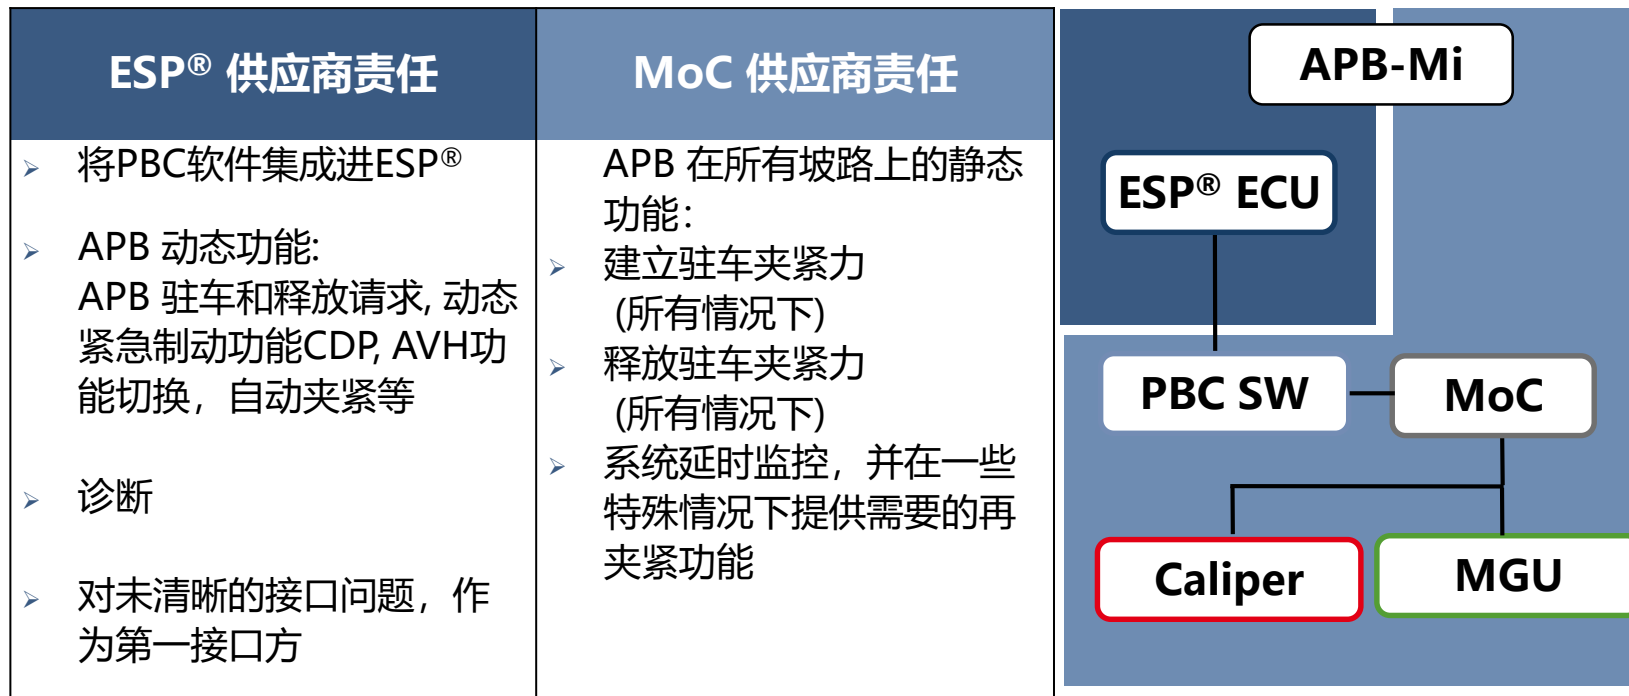 ESP® 供应商责任
将PBC软件集成进ESP®
APB 动态功能:
APB 驻车和释放请求, 动态
紧急制动功能CDP, AVH功
能切换，自动夹紧等
诊断
对未清晰的接口问题，作
为第一接口方
MoC 供应商责任
APB 在所有坡路上的静态
功能：
建立驻车夹紧力
(所有情况下)
释放驻车夹紧力
(所有情况下)
系统延时监控，并在一些
特殊情况下提供需要的再
夹紧功能
APB-Mi
ESP® ECU
PBC SW
MoC
Caliper
MGU